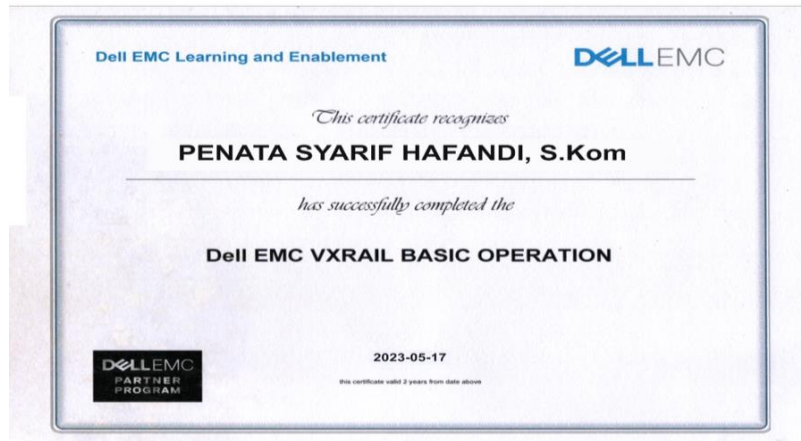 Dell EMC Learning and Enablement
DELLEMC
This certificate recognizes
PENATA SYARIF HAFANDI, S.Kom
has successfully completed the
Dell EMC VXRAIL BASIC OPERATION
2023-05-17
this certificate valid 2 years from date above
DELLEMC
PARTNER
PROGRAM